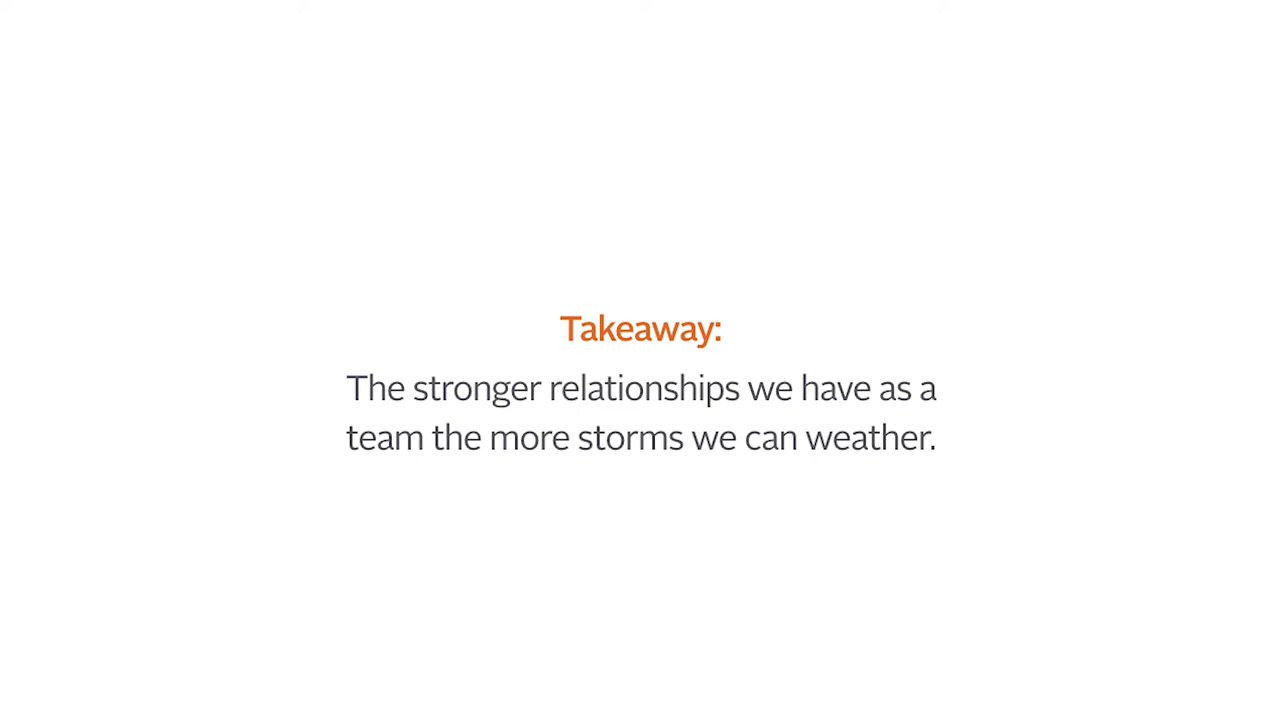 Takeaway:
The stronger relationships we have as a
team the more storms we can weather.